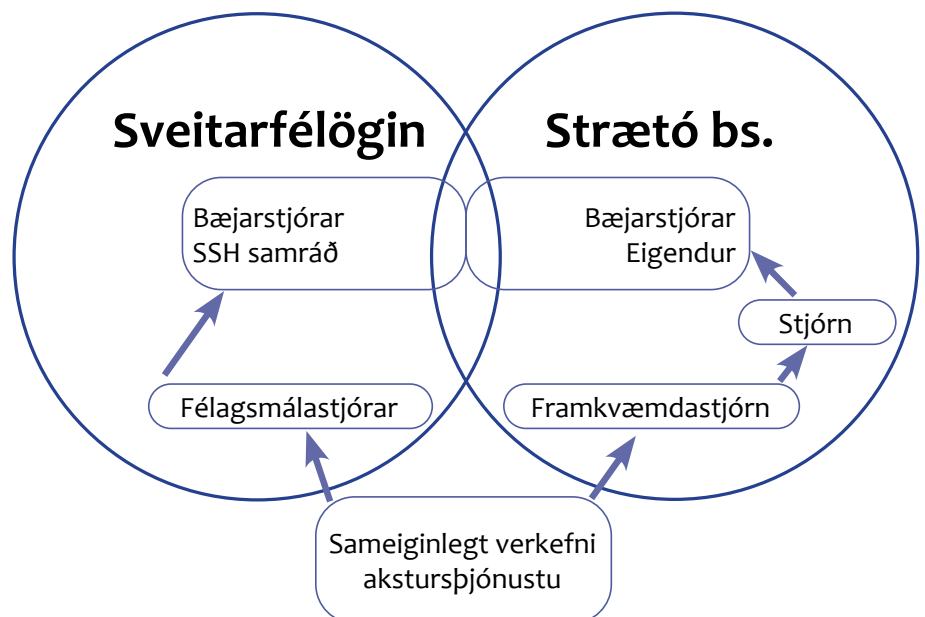 Sveitarfélögin
Strætó bs.
Bæjarstjórar
SSH samráð
Bæjarstjórar
Eigendur
Stjórn
Félagsmálastjórar
Framkvæmdastjórn
Sameiginlegt verkefni
akstursþjónustu